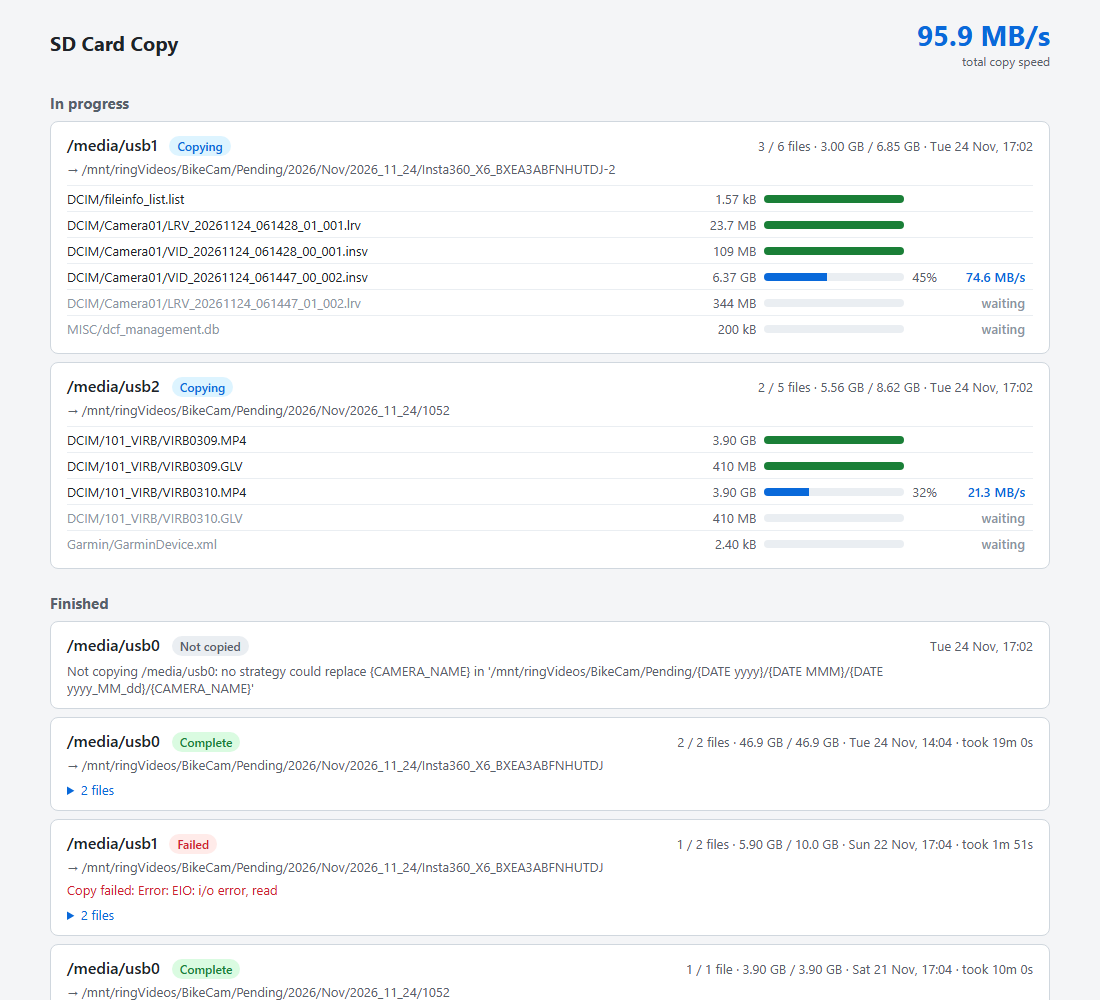 SD Card Copy
95.9 MB/s
total copy speed
In progress
/media/usb1 Copying 3 / 6 files · 3.00 GB / 6.85 GB · Tue 24 Nov, 17:02
→ /mnt/ringVideos/BikeCam/Pending/2026/Nov/2026_11_24/Insta360_X6_BXEA3ABFNHUTDJ-2
DCIM/fileinfo_list.list 1.57 kB
DCIM/Camera01/LRV_20261124_061428_01_001.lrv 23.7 MB
DCIM/Camera01/VID_20261124_061428_00_001.insv 109 MB
DCIM/Camera01/VID_20261124_061447_00_002.insv 6.37 GB 45% 74.6 MB/s
DCIM/Camera01/LRV_20261124_061447_01_002.lrv 344 MB waiting
MISC/dcf_management.db 200 kB waiting
/media/usb2 Copying 2 / 5 files · 5.56 GB / 8.62 GB · Tue 24 Nov, 17:02
→ /mnt/ringVideos/BikeCam/Pending/2026/Nov/2026_11_24/1052
DCIM/101_VIRB/VIRB0309.MP4 3.90 GB
DCIM/101_VIRB/VIRB0309.GLV 410 MB
DCIM/101_VIRB/VIRB0310.MP4 3.90 GB 32% 21.3 MB/s
DCIM/101_VIRB/VIRB0310.GLV 410 MB waiting
Garmin/GarminDevice.xml 2.40 kB waiting
Finished
/media/usb0 Not copied Tue 24 Nov, 17:02
Not copying /media/usb0: no strategy could replace {CAMERA_NAME} in '/mnt/ringVideos/BikeCam/Pending/{DATE yyyy}/{DATE MMM}/{DATE
yyyy_MM_dd}/{CAMERA_NAME}'
/media/usb0 Complete 2 / 2 files · 46.9 GB / 46.9 GB · Tue 24 Nov, 14:04 · took 19m 0s
→ /mnt/ringVideos/BikeCam/Pending/2026/Nov/2026_11_24/Insta360_X6_BXEA3ABFNHUTDJ
▶ 2 files
/media/usb1 Failed 1 / 2 files · 5.90 GB / 10.0 GB · Sun 22 Nov, 17:04 · took 1m 51s
→ /mnt/ringVideos/BikeCam/Pending/2026/Nov/2026_11_24/Insta360_X6_BXEA3ABFNHUTDJ
Copy failed: Error: EIO: i/o error, read
▶ 2 files
/media/usb0 Complete 1 / 1 file · 3.90 GB / 3.90 GB · Sat 21 Nov, 17:04 · took 10m 0s
→ /mnt/ringVideos/BikeCam/Pending/2026/Nov/2026_11_24/1052